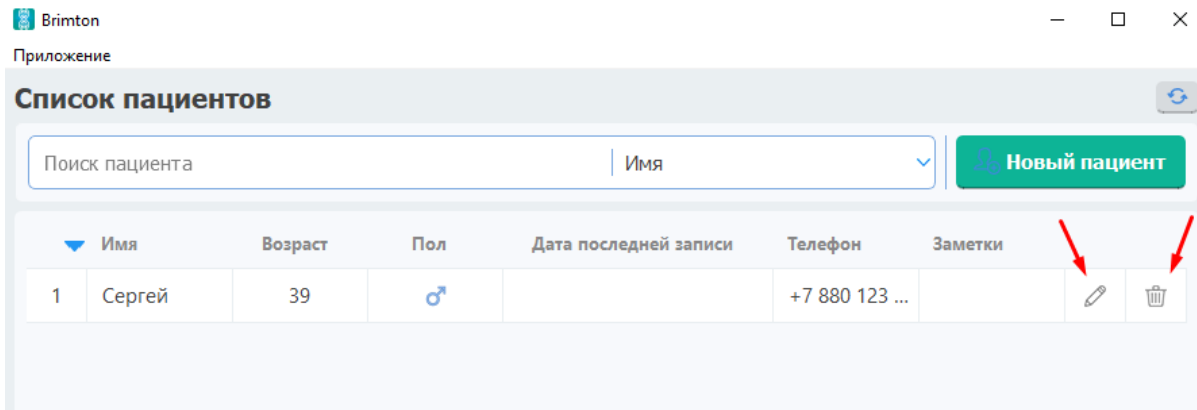 Brimton
Приложение
Список пациентов
Поиск пациента Имя Новый пациент
Имя Возраст Пол Дата последней записи Телефон Заметки
1 Сергей 39 +7 880 123 ...